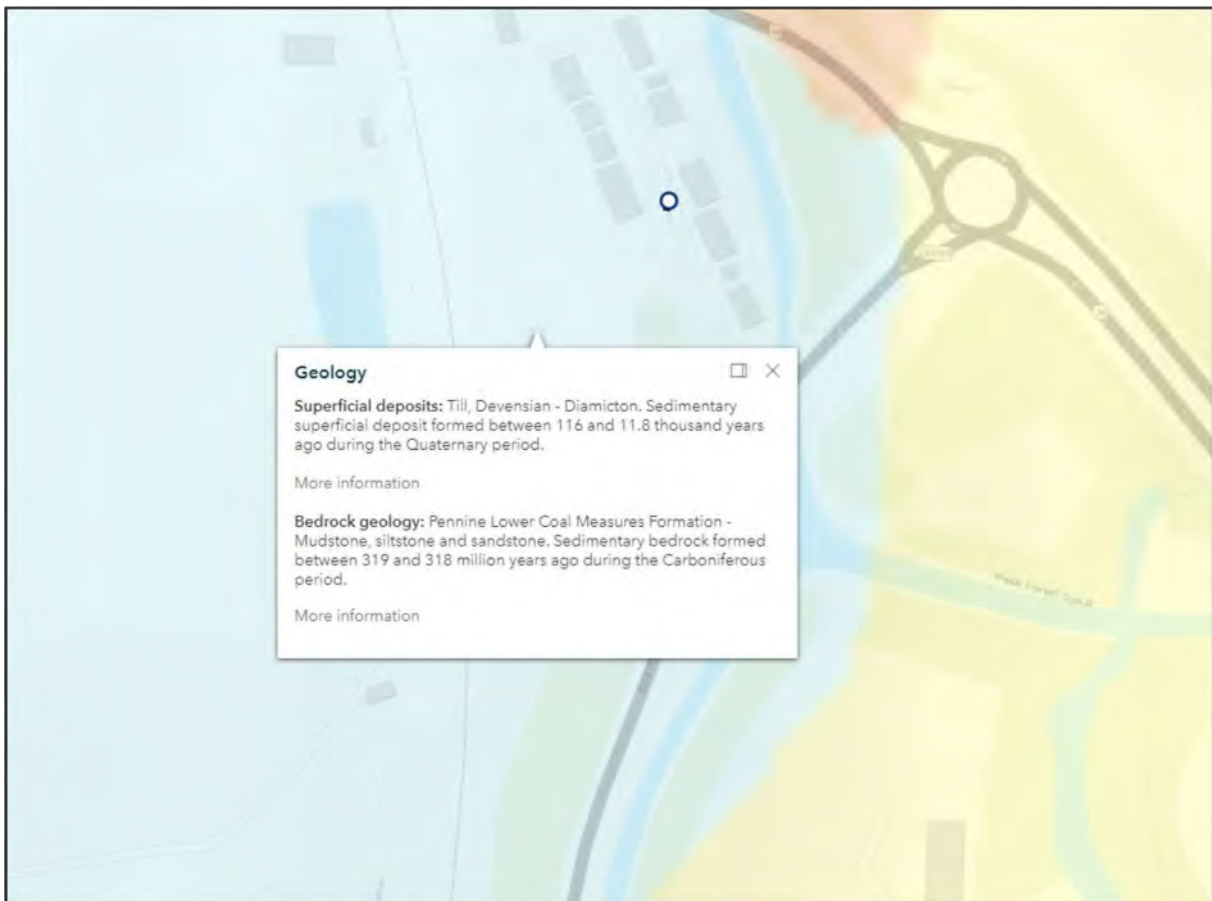 Geology
Superficial deposits: Till, Devensian - Diamicton. Sedimentary
superficial deposit formed between 116 and 11.8 thousand years
ago during the Quaternary period.
More information
Bedrock geology: Pennine Lower Coal Measures Formation -
Mudstone, siltstone and sandstone. Sedimentary bedrock formed
between 319 and 318 million years ago during the Carboniferous
period.
More information
Peak Forest